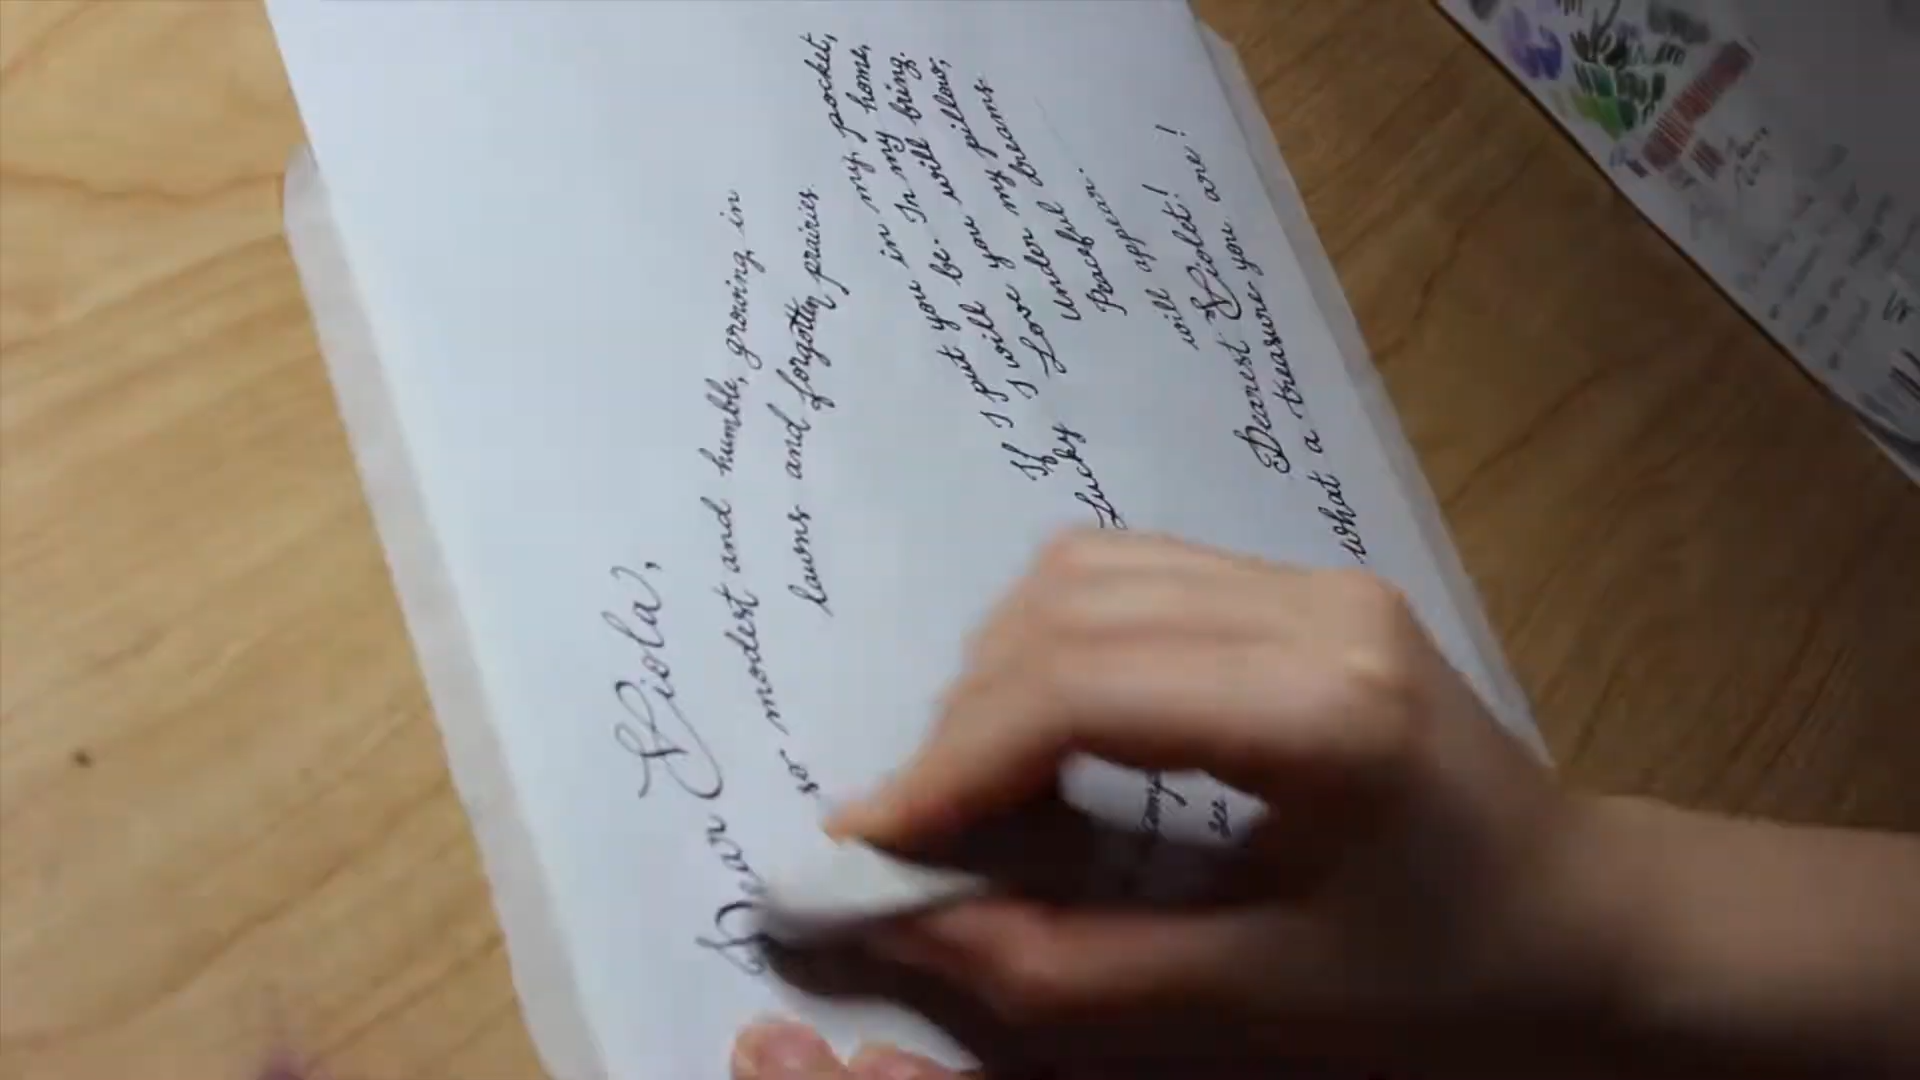 Dear Viola,
so modest and humble, growing in
lawns and forgotten prairies.
If I put you in my pocket,
Lucky I will be. In my home,
Love you will bring.
Under my pillow,
Peaceful dreams
will appear.
Dearest Violet!
what a treasure you are!
see